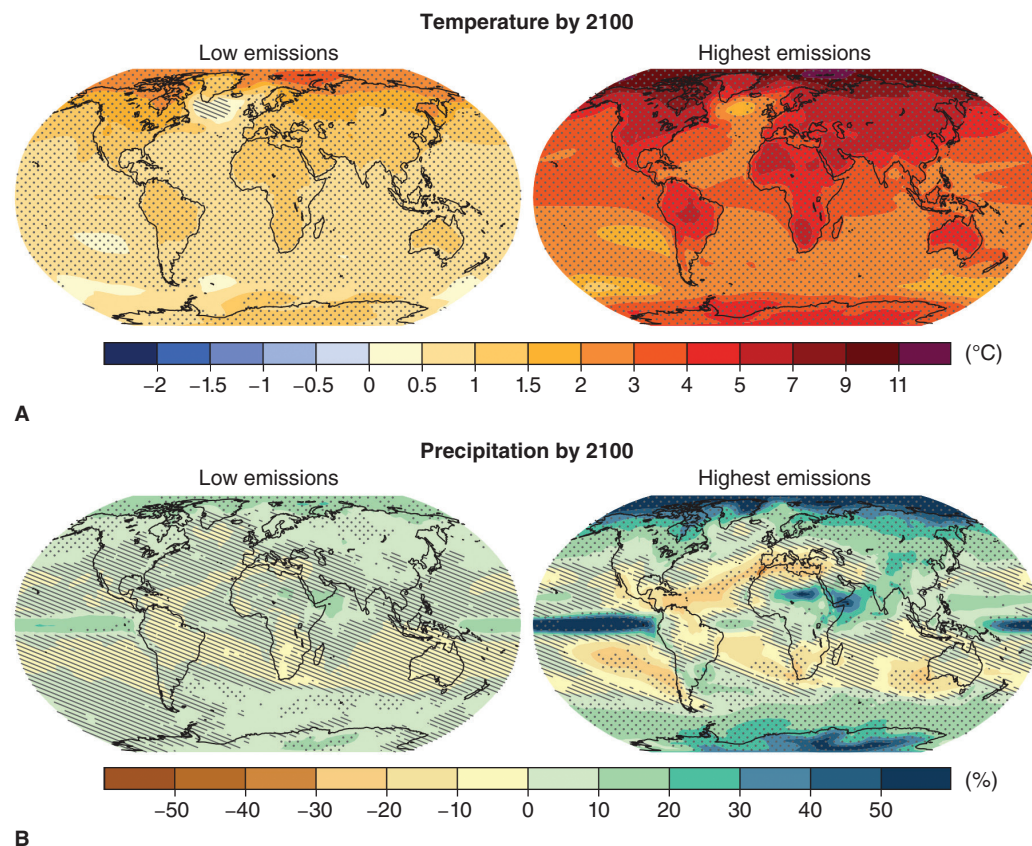 Temperature by 2100
Low emissions
Highest emissions
−2 −1.5 −1 −0.5 0 0.5 1 1.5 2 3 4 5 7 9 11 (°C)
A
Precipitation by 2100
Low emissions
Highest emissions
−50 −40 −30 −20 −10 0 10 20 30 40 50 (%)
B